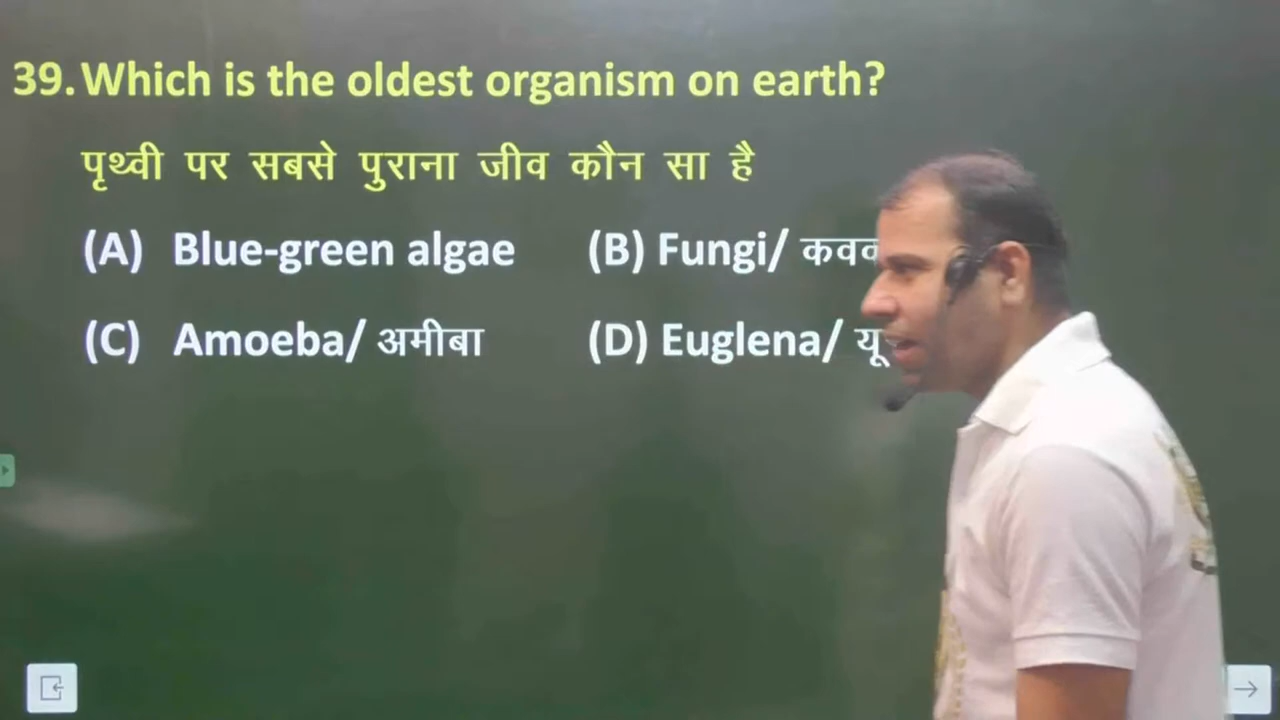 39. Which is the oldest organism on earth?
पृथ्वी पर सबसे पुराना जीव कौन सा है
(A) Blue-green algae (B) Fungi/
(C) Amoeba/ अमीबा (D) Euglena/